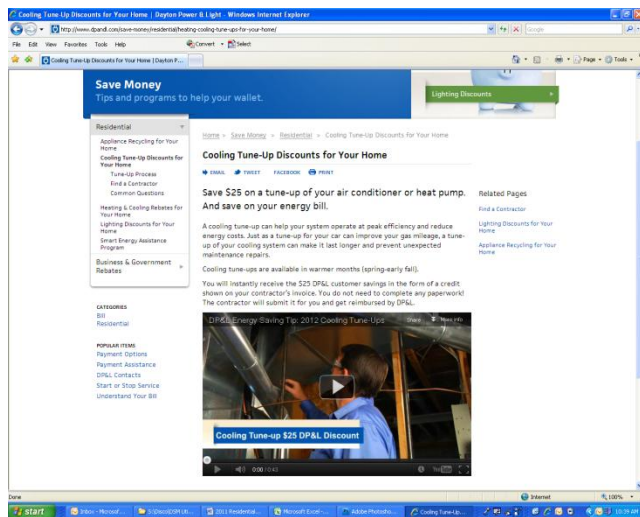 Cooling Tune-Up Discounts for Your Home | Dayton Power & Light - Windows Internet Explorer
http://www.dpandl.com/save-money/residential/heating-cooling-tune-ups-for-your-home/
Google
File Edit View Favorites Tools Help
Convert Select
Cooling Tune-Up Discounts for Your Home | Dayton P...
Page Tools
Save Money
Tips and programs to help your wallet.
Lighting Discounts
Residential
Appliance Recycling for Your
Home
Cooling Tune-Up Discounts for
Your Home
Tune-Up Process
Find a Contractor
Common Questions
Heating & Cooling Rebates for
Your Home
Lighting Discounts for Your
Home
Smart Energy Assistance
Program
Business & Government
Rebates
CATEGORIES
Bill
Residential
POPULAR ITEMS
Payment Options
Payment Assistance
DP&L Contacts
Start or Stop Service
Understand Your Bill
Home > Save Money > Residential > Cooling Tune-Up Discounts for Your Home
Cooling Tune-Up Discounts for Your Home
EMAIL TWEET FACEBOOK PRINT
Save $25 on a tune-up of your air conditioner or heat pump.
And save on your energy bill.
A cooling tune-up can help your system operate at peak efficiency and reduce
energy costs. Just as a tune-up for your car can improve your gas mileage, a tune-
up of your cooling system can make it last longer and prevent unexpected
maintenance repairs.
Cooling tune-ups are available in warmer months (spring-early fall).
You will instantly receive the $25 DP&L customer savings in the form of a credit
shown on your contractor's invoice. You do not need to complete any paperwork!
The contractor will submit it for you and get reimbursed by DP&L.
DP&L Energy Saving Tip: 2012 Cooling Tune-Ups
Share More info
Cooling Tune-up $25 DP&L Discount
0:00 / 0:43
YouTube
Related Pages
Find a Contractor
Lighting Discounts for Your
Home
Appliance Recycling for Your
Home
Done
Internet
100%
start
Inbox - Microsof...
2011 Residential...
Microsoft Excel -...
Adobe Photosho...
Cooling Tune-Up...
10:39 AM